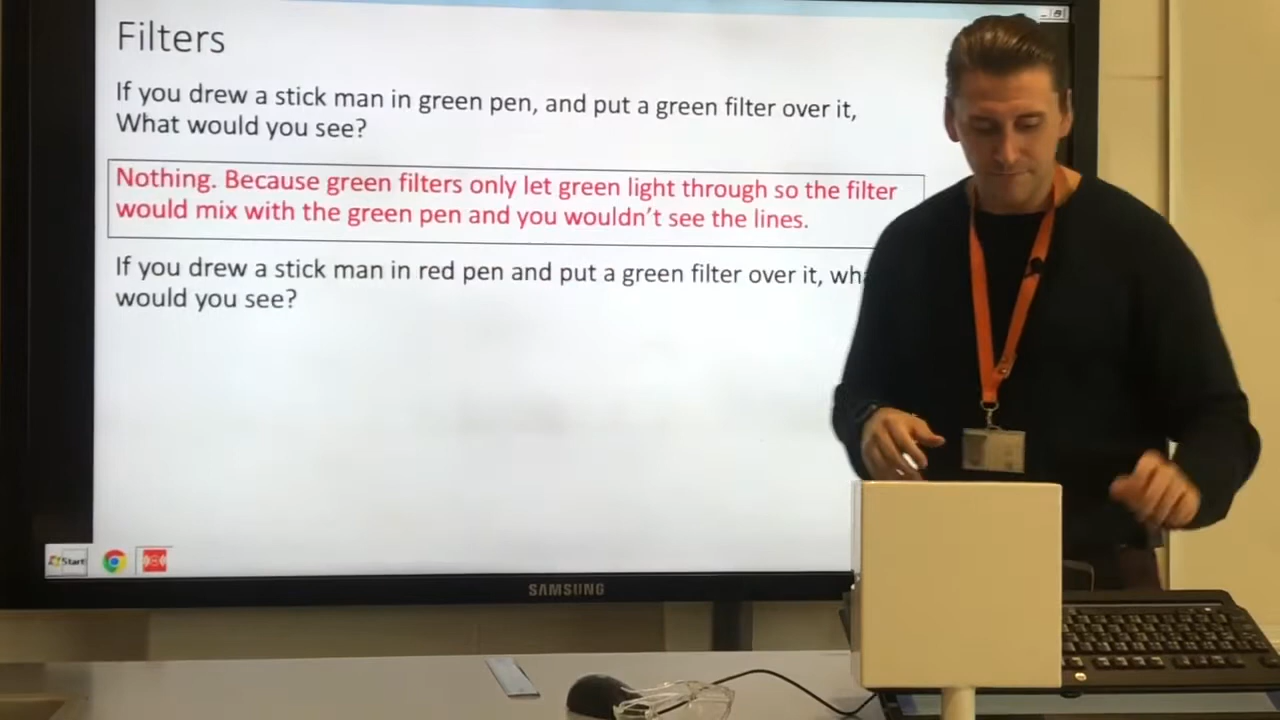 Filters
If you drew a stick man in green pen, and put a green filter over it,
What would you see?
Nothing. Because green filters only let green light through so the filter
would mix with the green pen and you wouldn't see the lines.
If you drew a stick man in red pen and put a green filter over it, wh
would you see?
Start
SAMSUNG